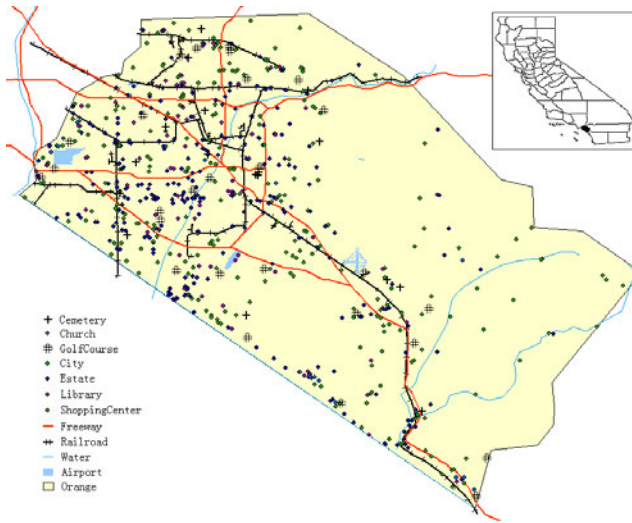 Cemetery
Church
GolfCourse
City
Estate
Library
ShoppingCenter
Freeway
Railroad
Water
Airport
Orange